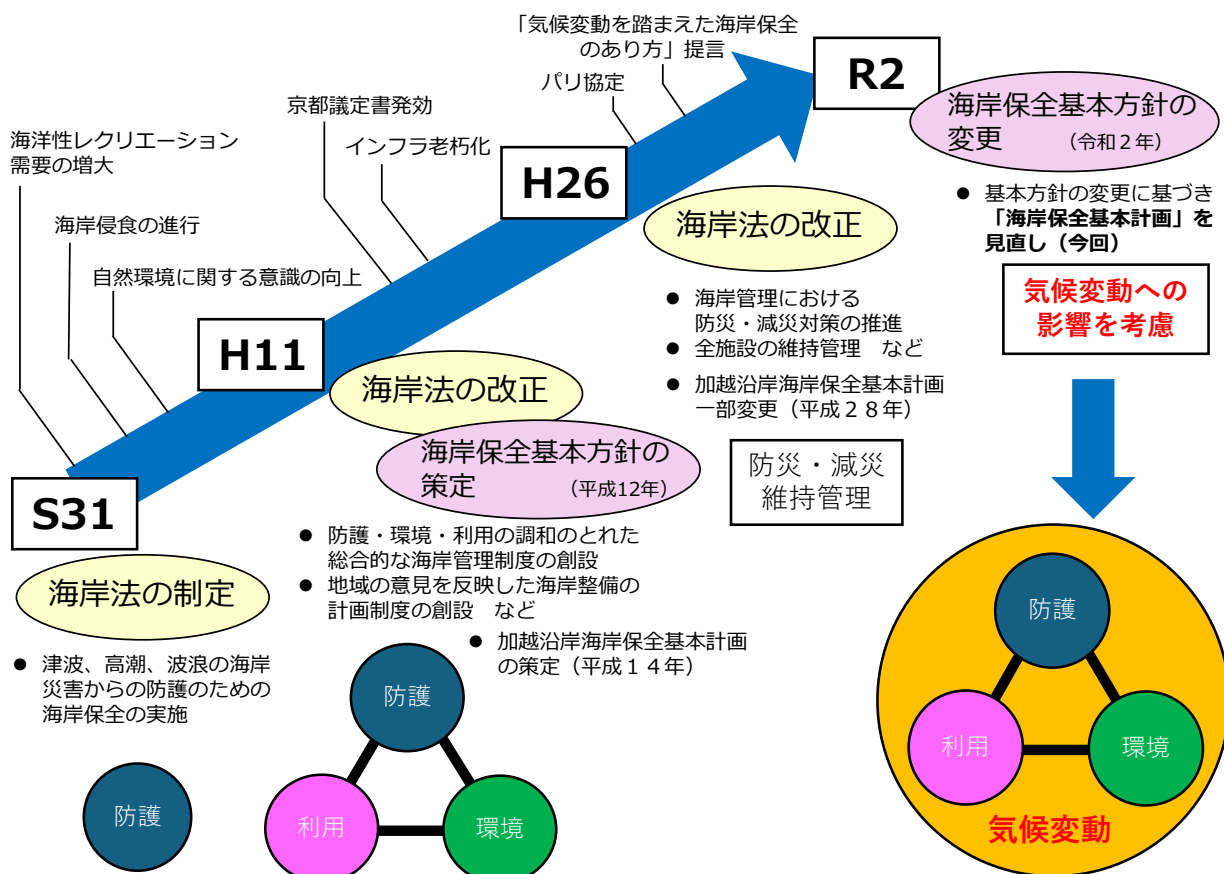 「気候変動を踏まえた海岸保全
のあり方」提言
パリ協定
R2
海岸保全基本方針の
変更 （令和２年）
京都議定書発効
インフラ老朽化
H26
海洋性レクリエーション
需要の増大
海岸侵食の進行
自然環境に関する意識の向上
H11
S31
海岸法の制定
● 津波、高潮、波浪の海岸
災害からの防護のための
海岸保全の実施
防護
海岸法の改正
海岸保全基本方針の
策定 （平成12年）
● 防護・環境・利用の調和のとれた
総合的な海岸管理制度の創設
● 地域の意見を反映した海岸整備の
計画制度の創設　など
● 加越沿岸海岸保全基本計画
の策定（平成１４年）
防護
利用
環境
海岸法の改正
● 海岸管理における
防災・減災対策の推進
● 全施設の維持管理　など
● 加越沿岸海岸保全基本計画
一部変更（平成２８年）
防災・減災
維持管理
● 基本方針の変更に基づき
「海岸保全基本計画」を
見直し（今回）
気候変動への
影響を考慮
防護
利用
環境
気候変動